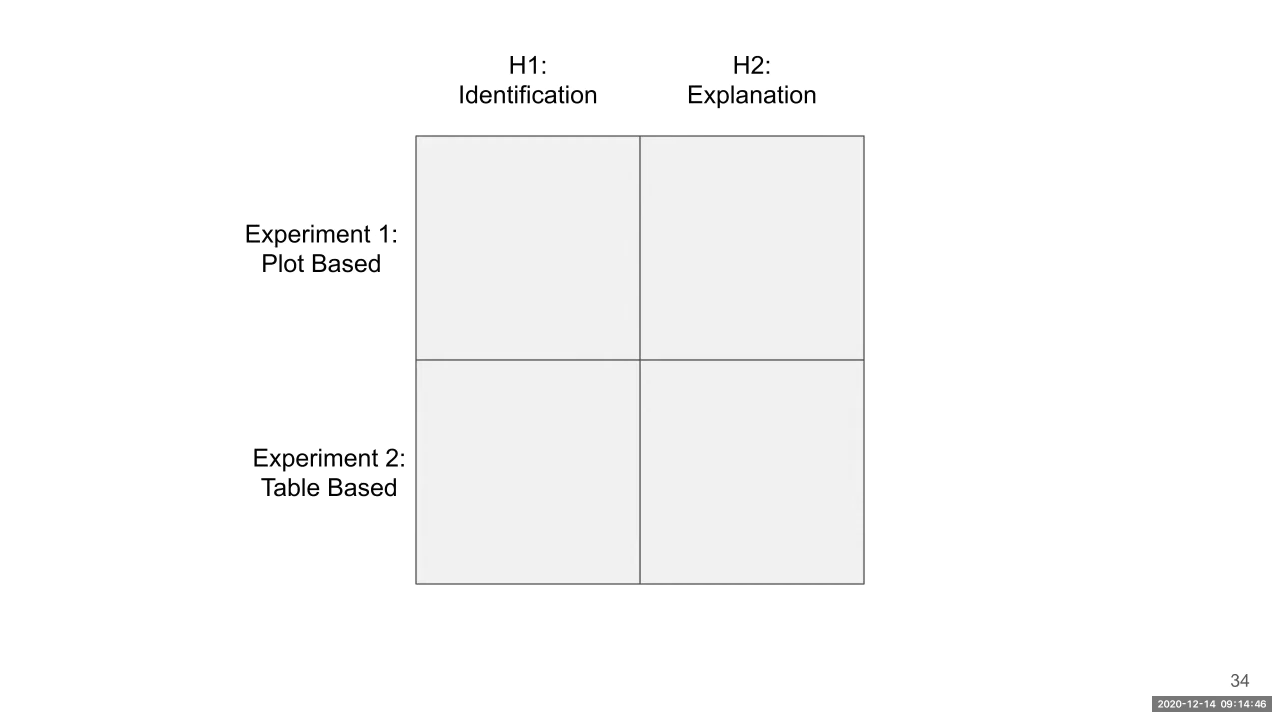 H1:
Identification
H2:
Explanation
Experiment 1:
Plot Based
Experiment 2:
Table Based
34
2020-12-14 09:14:46